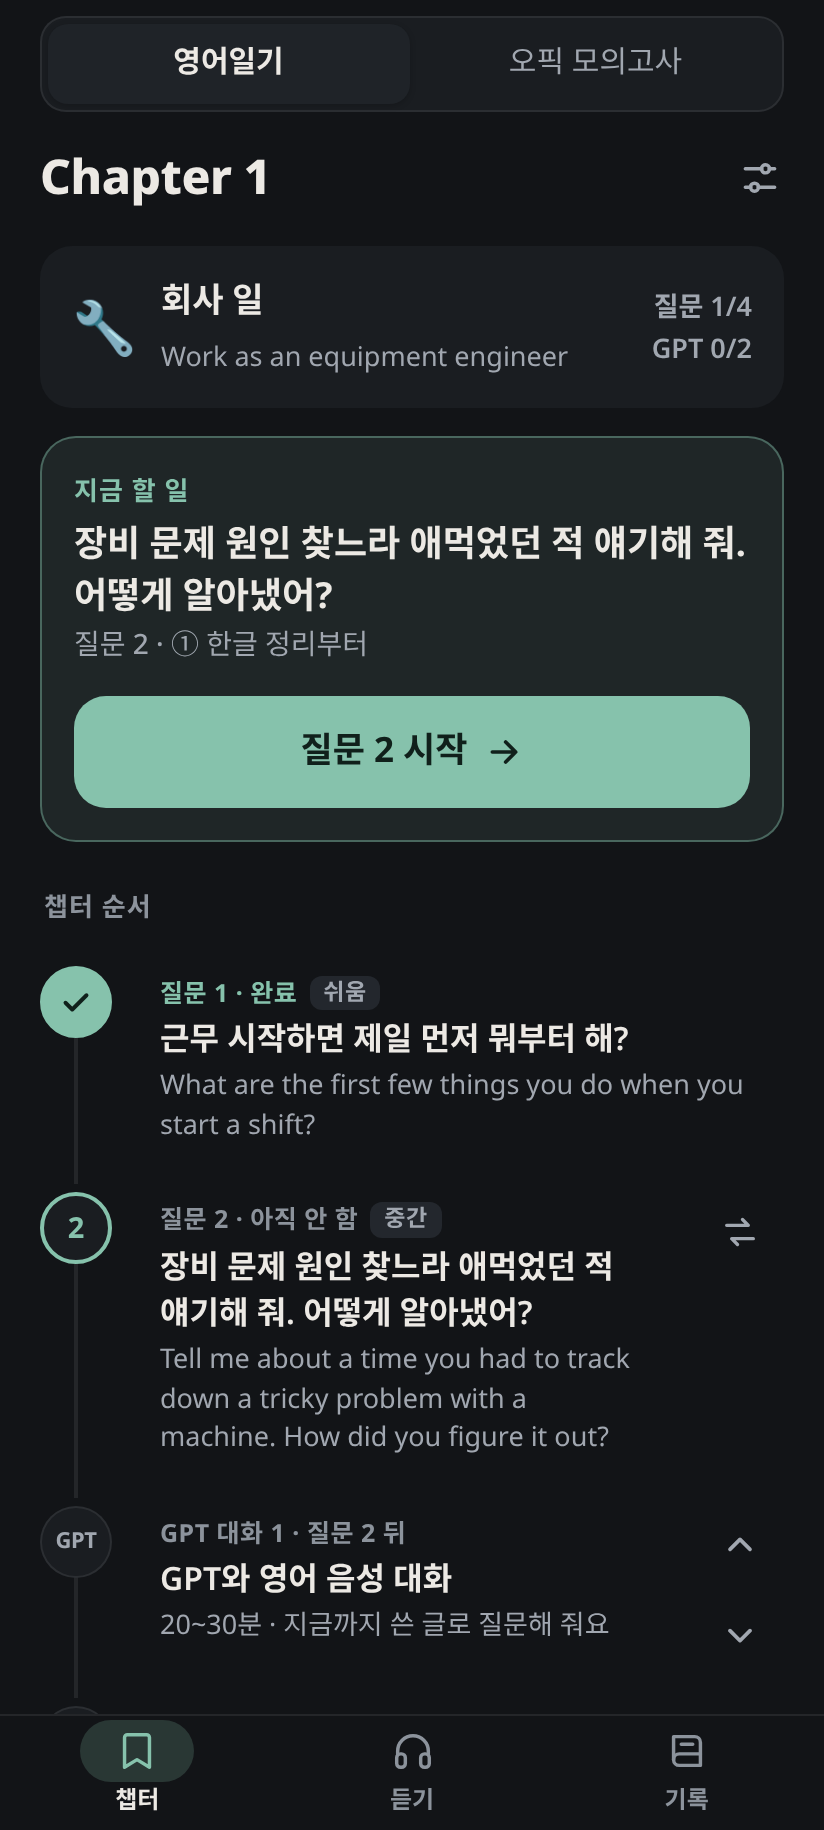 영어일기
오픽 모의고사
Chapter 1
회사 일
Work as an equipment engineer
질문 1/4
GPT 0/2
지금 할 일
장비 문제 원인 찾느라 애먹었던 적 얘기해 줘.
어떻게 알아냈어?
질문 2 · ① 한글 정리부터
질문 2 시작 →
챕터 순서
질문 1 · 완료 쉬움
근무 시작하면 제일 먼저 뭐부터 해?
What are the first few things you do when you
start a shift?
2
질문 2 · 아직 안 함 중간
장비 문제 원인 찾느라 애먹었던 적
얘기해 줘. 어떻게 알아냈어?
Tell me about a time you had to track
down a tricky problem with a
machine. How did you figure it out?
GPT
GPT 대화 1 · 질문 2 뒤
GPT와 영어 음성 대화
20~30분 · 지금까지 쓴 글로 질문해 줘요
챕터
듣기
기록